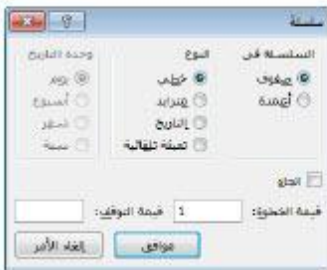 سلسلة
السلسلة في
صفوف
أعمدة
النوع
خطي
متزايد
التاريخ
تعبئة تلقائية
وحدة التاريخ
يوم
أسبوع
شهر
سنة
اتجاه
قيمة الخطوة: 1
قيمة التوقف:
موافق
إلغاء الأمر